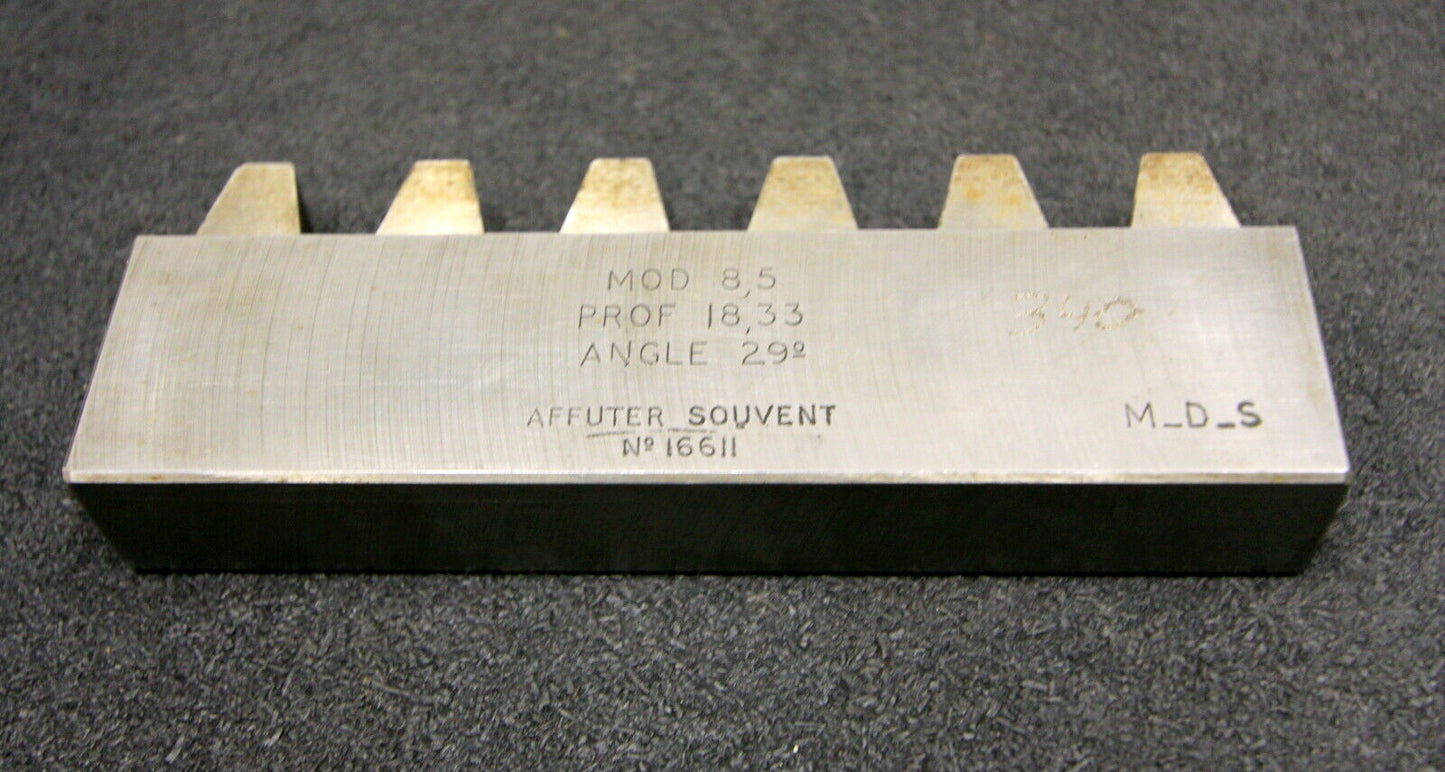 MOD 8,5
PROF 18,33
ANGLE 29º
340
AFFUTER SOUVENT
Nº 16611
M_D_S